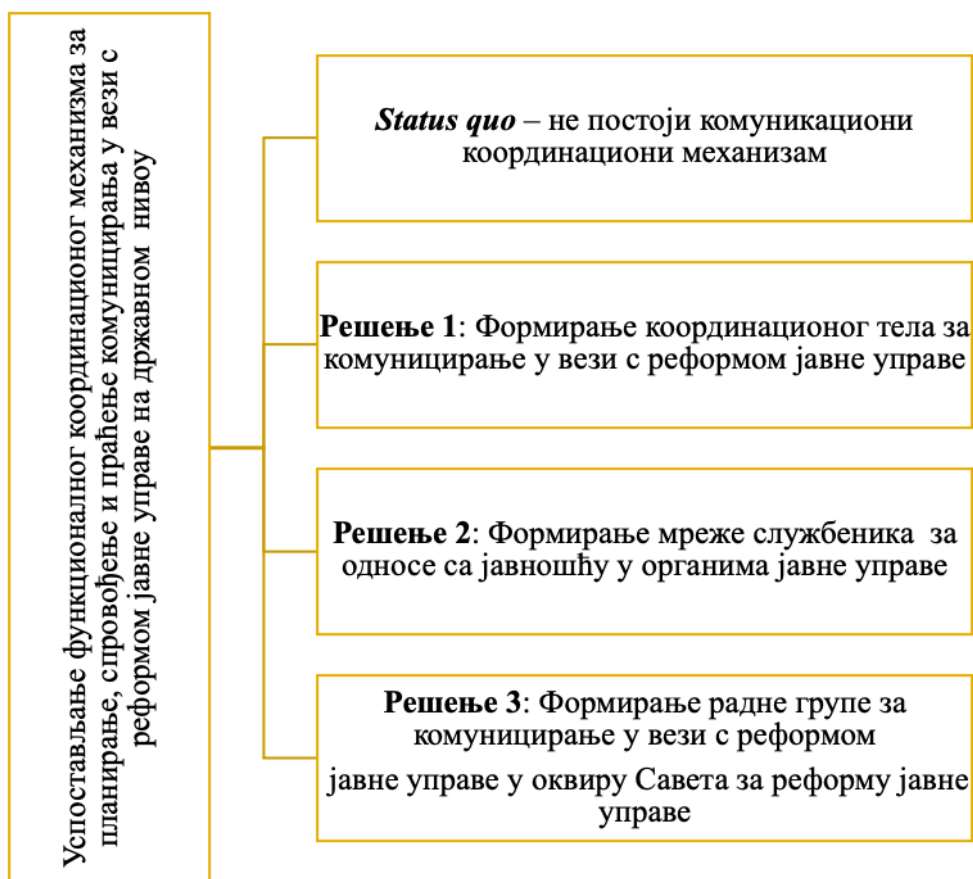 Успостављање функционалног координационог механизма за
планирање, спровођење и праћење комуницирања у вези с
реформом јавне управе на државном нивоу
Status quo – не постоји комуникациони
координациони механизам
Решење 1: Формирање координационог тела за
комуницирање у вези с реформом јавне управе
Решење 2: Формирање мреже службеника за
односе са јавношћу у органима јавне управе
Решење 3: Формирање радне групе за
комуницирање у вези с реформом
јавне управе у оквиру Савета за реформу јавне
управе